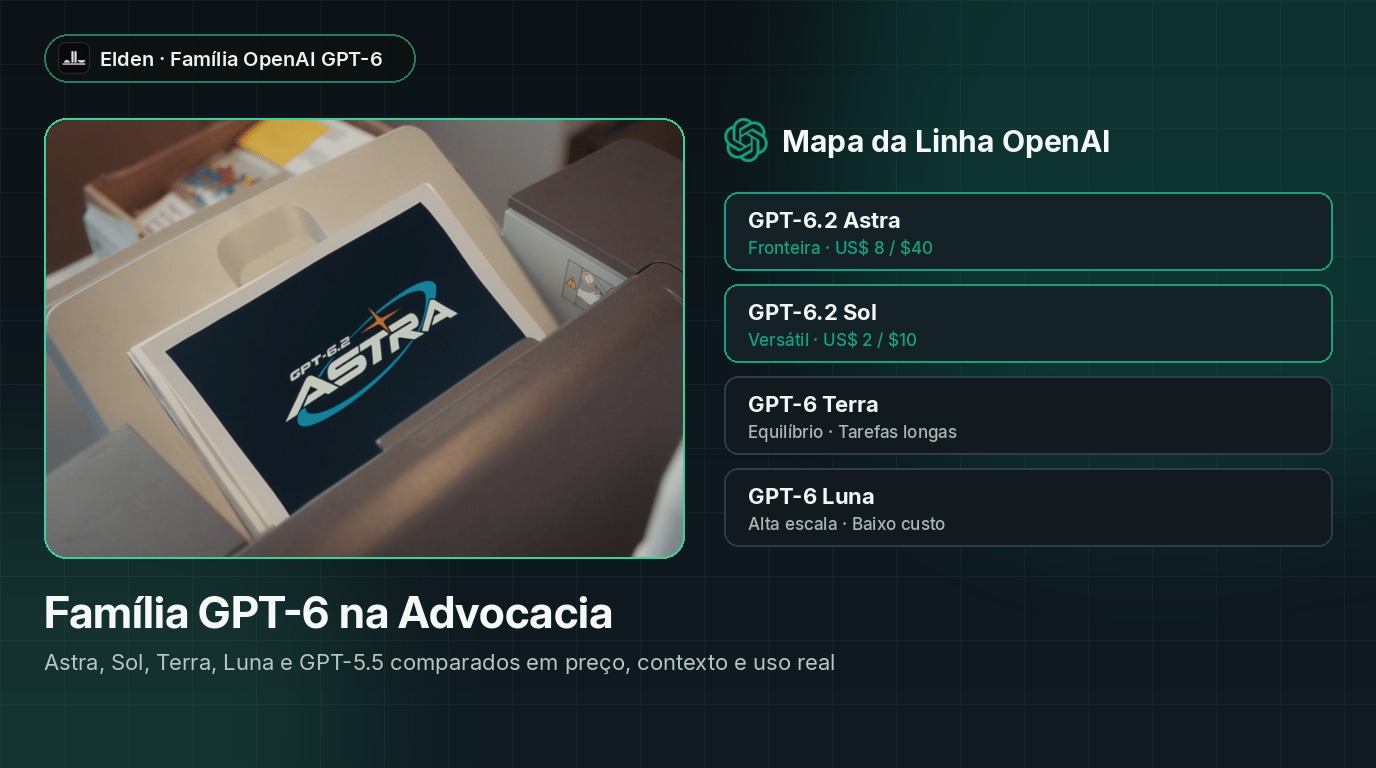 Elden · Família OpenAI GPT-6
GPT-6.2
ASTRA
Mapa da Linha OpenAI
GPT-6.2 Astra
Fronteira · US$ 8 / $40
GPT-6.2 Sol
Versátil · US$ 2 / $10
GPT-6 Terra
Equilíbrio · Tarefas longas
GPT-6 Luna
Alta escala · Baixo custo
Família GPT-6 na Advocacia
Astra, Sol, Terra, Luna e GPT-5.5 comparados em preço, contexto e uso real